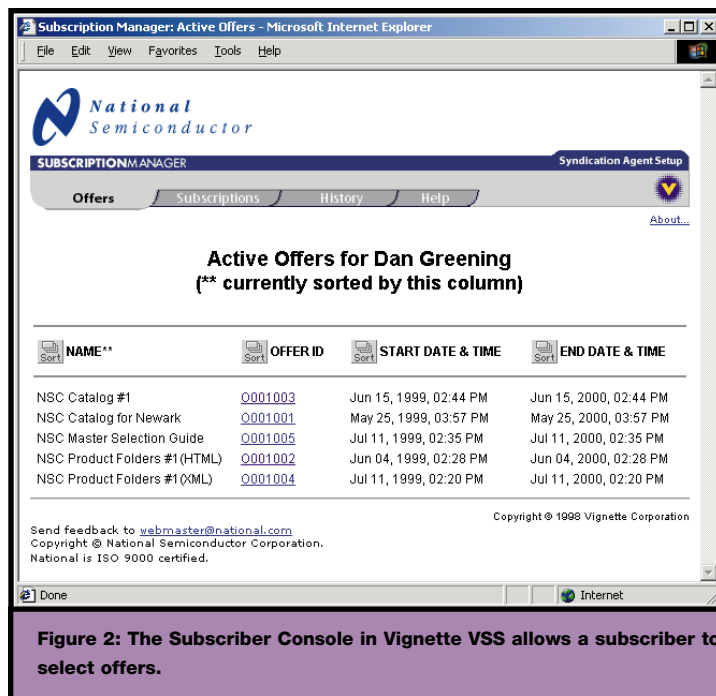 Subscription Manager: Active Offers - Microsoft Internet Explorer
File Edit View Favorites Tools Help
National
Semiconductor
SUBSCRIPTIONMANAGER Syndication Agent Setup
Offers Subscriptions History Help
About...
Active Offers for Dan Greening
(** currently sorted by this column)
Sort NAME** Sort OFFER ID Sort START DATE & TIME Sort END DATE & TIME
NSC Catalog #1 O001003 Jun 15, 1999, 02:44 PM Jun 15, 2000, 02:44 PM
NSC Catalog for Newark O001001 May 25, 1999, 03:57 PM May 25, 2000, 03:57 PM
NSC Master Selection Guide O001005 Jul 11, 1999, 02:35 PM Jul 11, 2000, 02:35 PM
NSC Product Folders #1(HTML) O001002 Jun 04, 1999, 02:28 PM Jun 04, 2000, 02:28 PM
NSC Product Folders #1(XML) O001004 Jul 11, 1999, 02:20 PM Jul 11, 2000, 02:20 PM
Copyright © 1998 Vignette Corporation
Send feedback to webmaster@national.com
Copyright © National Semiconductor Corporation.
National is ISO 9000 certified.
Done Internet
Figure 2: The Subscriber Console in Vignette VSS allows a subscriber to
select offers.